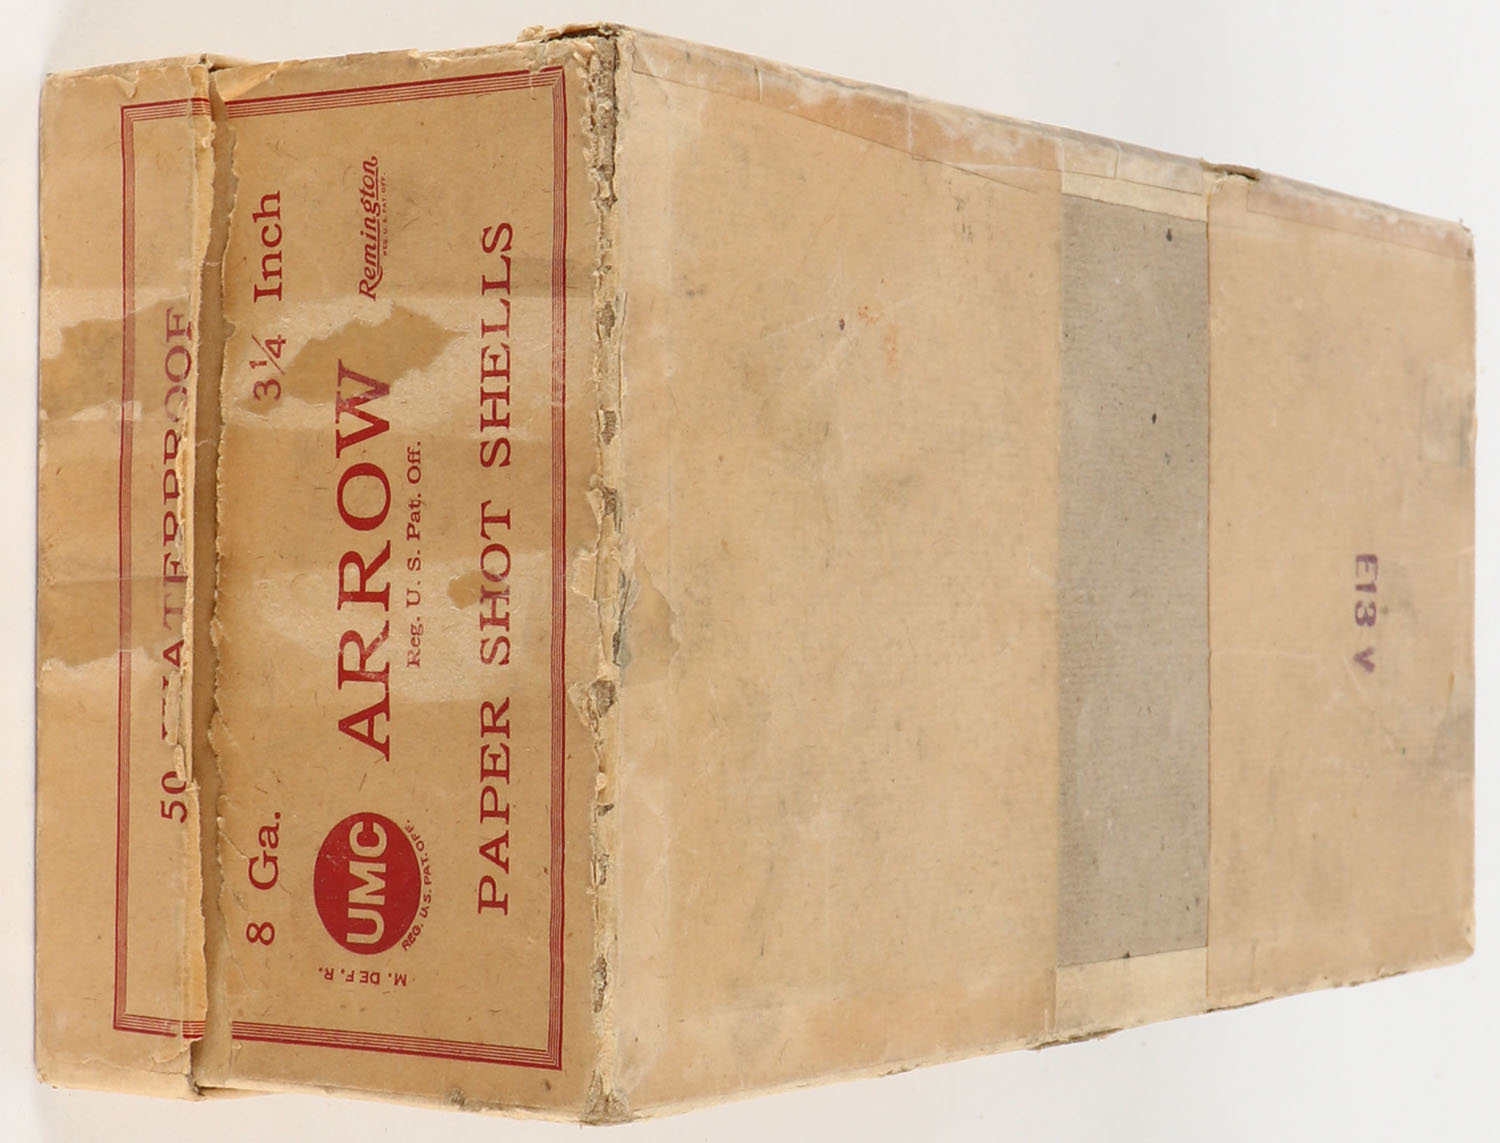 50 WATERPROOF
8 Ga. 3¼ Inch
UMC
REG. U.S. PAT. OFF.
M. DE F. R.
ARROW
Reg. U. S. Pat. Off.
Remington
REG. U.S. PAT. OFF.
PAPER SHOT SHELLS
E13 V